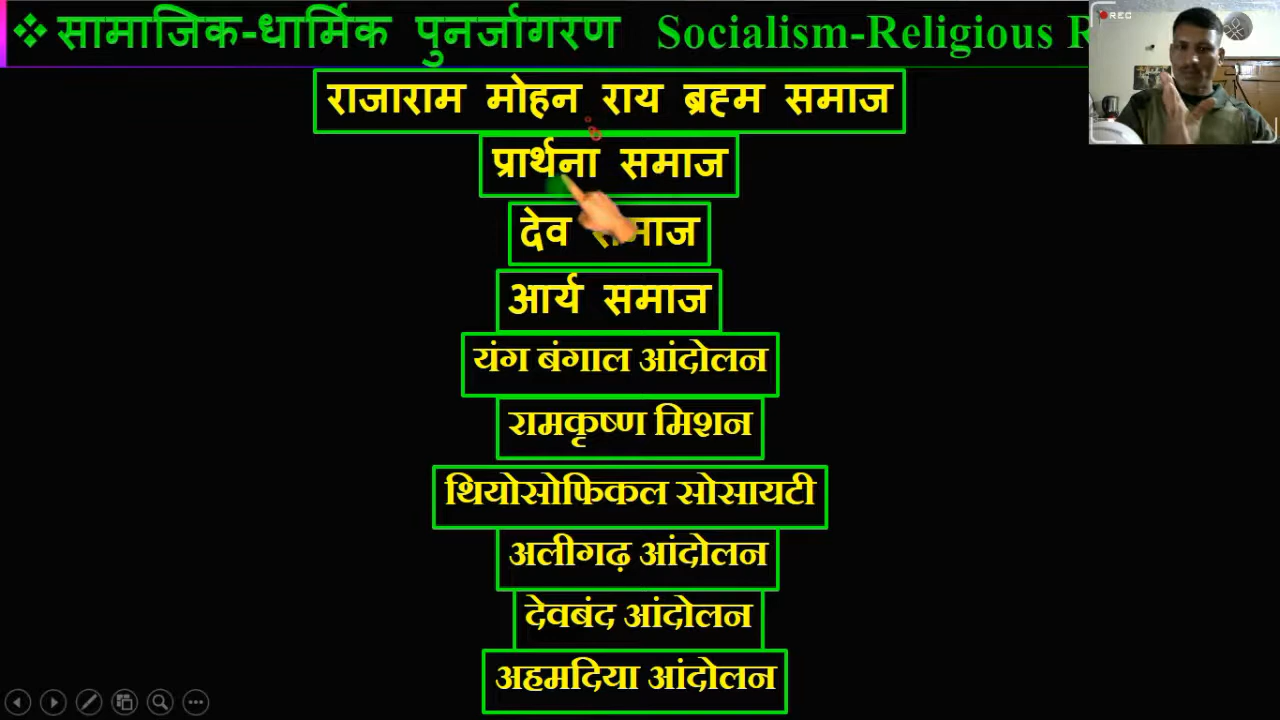 ❖ सामाजिक-धार्मिक पुनर्जागरण Socialism-Religious
REC
राजाराम मोहन राय ब्रह्म समाज
प्रार्थना समाज
देव समाज
आर्य समाज
यंग बंगाल आंदोलन
रामकृष्ण मिशन
थियोसोफिकल सोसायटी
अलीगढ़ आंदोलन
देवबंद आंदोलन
अहमदिया आंदोलन